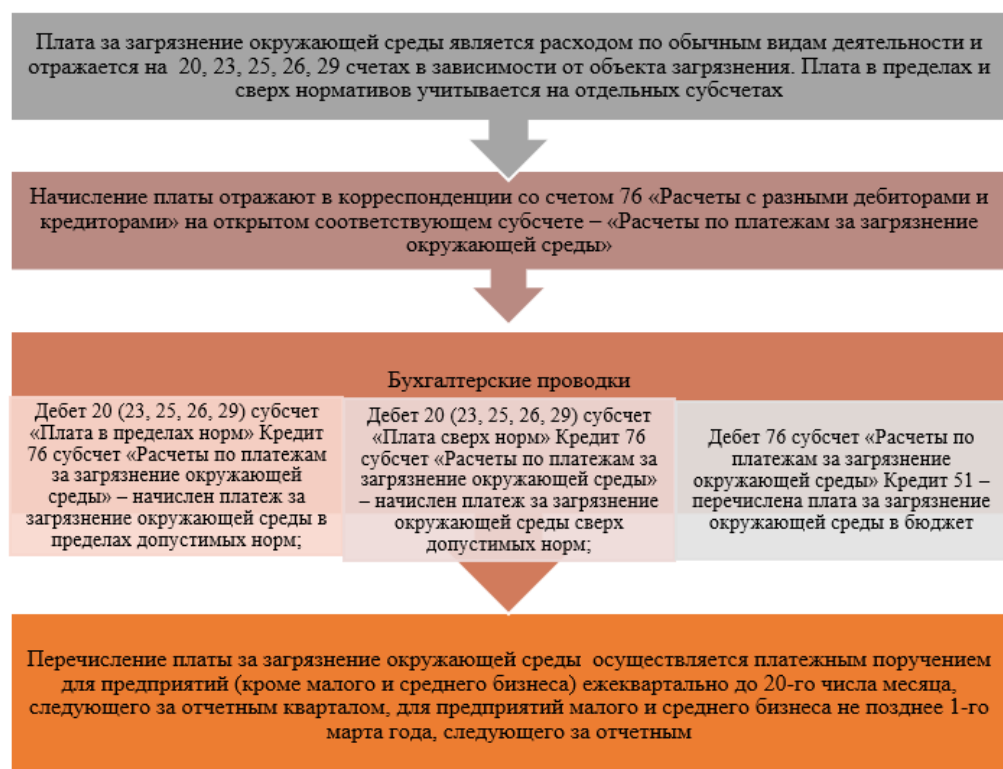 Плата за загрязнение окружающей среды является расходом по обычным видам деятельности и
отражается на 20, 23, 25, 26, 29 счетах в зависимости от объекта загрязнения. Плата в пределах и
сверх нормативов учитывается на отдельных субсчетах
Начисление платы отражают в корреспонденции со счетом 76 «Расчеты с разными дебиторами и
кредиторами» на открытом соответствующем субсчете – «Расчеты по платежам за загрязнение
окружающей среды»
Бухгалтерские проводки
Дебет 20 (23, 25, 26, 29) субсчет
«Плата в пределах норм» Кредит
76 субсчет «Расчеты по платежам
за загрязнение окружающей
среды» – начислен платеж за
загрязнение окружающей среды в
пределах допустимых норм;
Дебет 20 (23, 25, 26, 29) субсчет
«Плата сверх норм» Кредит 76
субсчет «Расчеты по платежам за
загрязнение окружающей среды»
– начислен платеж за загрязнение
окружающей среды сверх
допустимых норм;
Дебет 76 субсчет «Расчеты по
платежам за загрязнение
окружающей среды» Кредит 51 –
перечислена плата за загрязнение
окружающей среды в бюджет
Перечисление платы за загрязнение окружающей среды осуществляется платежным поручением
для предприятий (кроме малого и среднего бизнеса) ежеквартально до 20-го числа месяца,
следующего за отчетным кварталом, для предприятий малого и среднего бизнеса не позднее 1-го
марта года, следующего за отчетным